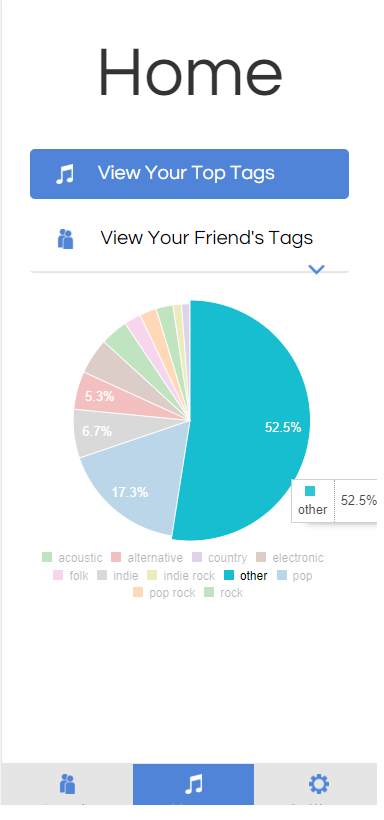 Home
View Your Top Tags
View Your Friend's Tags
5.3%
6.7%
52.5%
17.3%
other 52.5%
acoustic alternative country electronic
folk indie indie rock other pop
pop rock rock